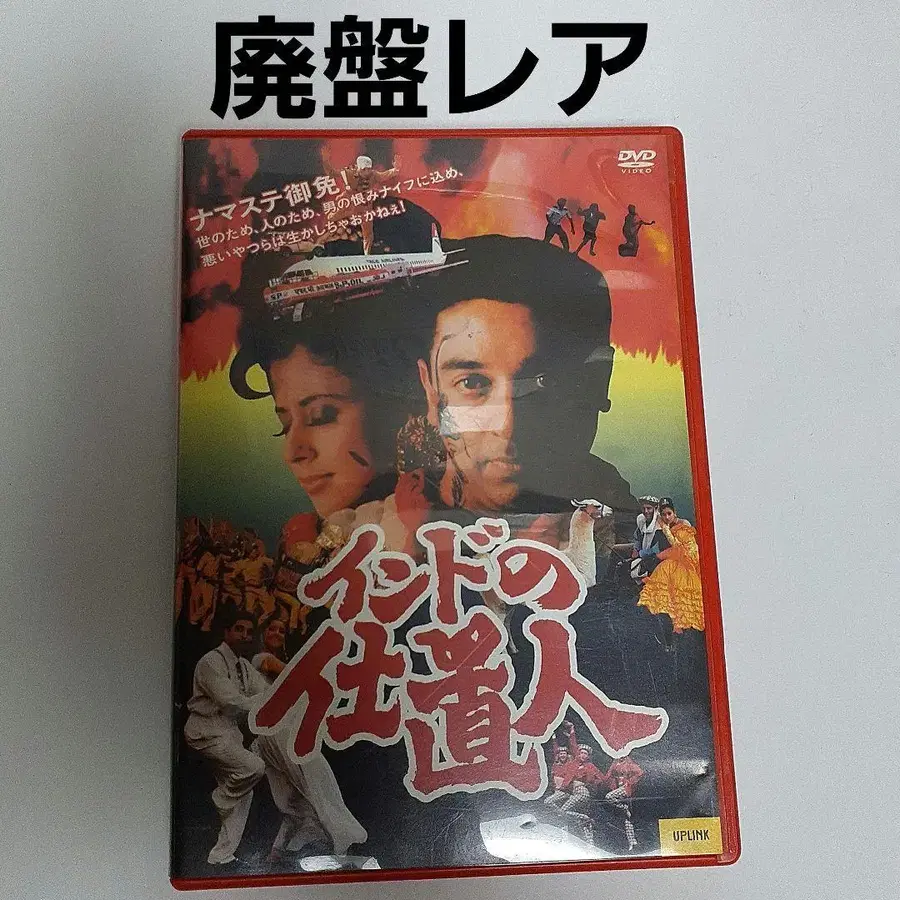 廃盤レア
DVD
VIDEO
ナマステ御免!
世のため、人のため、男の恨みナイフに込め、
悪いやつらは生かしちゃおかねぇ!
インドの
仕置人
UPLINK